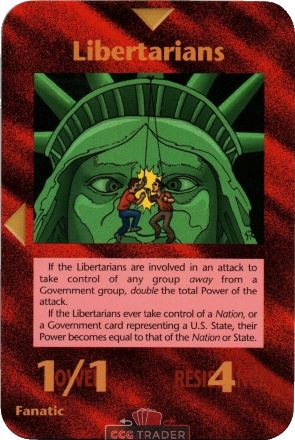 Libertarians
If the Libertarians are involved in an attack to
take control of any group away from a
Government group, double the total Power of the
attack.
If the Libertarians ever take control of a Nation, or
a Government card representing a U.S. State, their
Power becomes equal to that of the Nation or State.
POWER
1/1
RESISTANCE
4
Fanatic
CCG TRADER